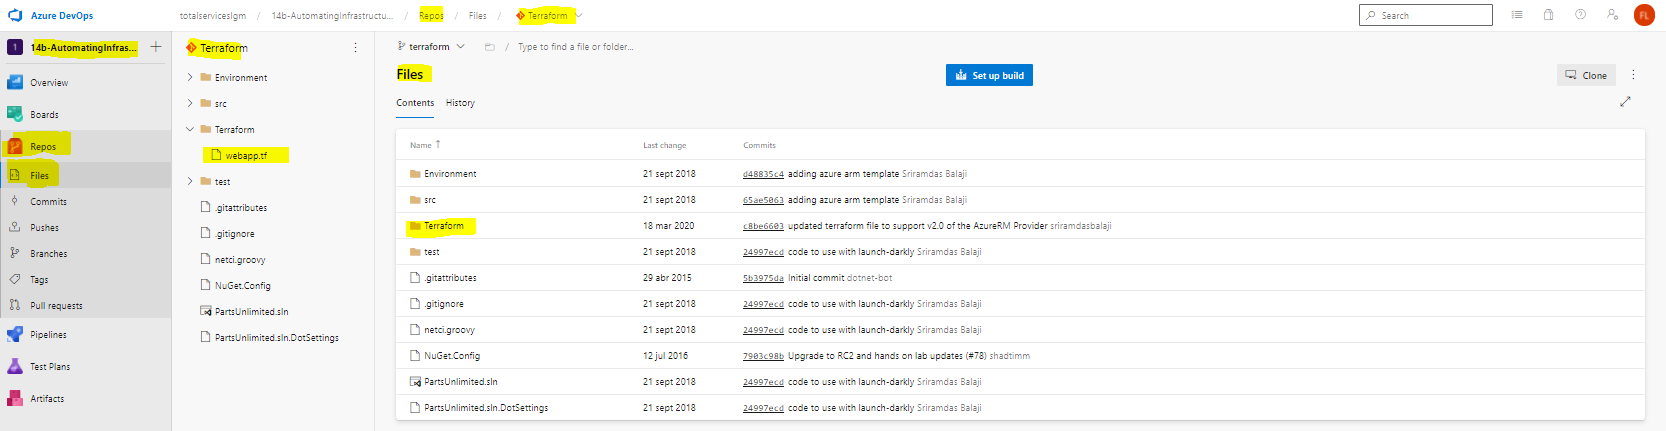 Azure DevOps
totalserviceslgm / 14b-AutomatingInfrastructu... / Repos / Files / Terraform
Search
FL
1 14b-AutomatingInfras... +
Overview
Boards
Repos
Files
Commits
Pushes
Branches
Tags
Pull requests
Pipelines
Test Plans
Artifacts
Terraform
Environment
src
Terraform
webapp.tf
test
.gitattributes
.gitignore
netci.groovy
NuGet.Config
PartsUnlimited.sln
PartsUnlimited.sln.DotSettings
terraform / Type to find a file or folder...
Files
Set up build
Clone
Contents History
Name ↑ Last change Commits
Environment 21 sept 2018 d48835c4 adding azure arm template Sriramdas Balaji
src 21 sept 2018 65ae5063 adding azure arm template Sriramdas Balaji
Terraform 18 mar 2020 c8be6603 updated terraform file to support v2.0 of the AzureRM Provider sriramdasbalaji
test 21 sept 2018 24997ecd code to use with launch-darkly Sriramdas Balaji
.gitattributes 29 abr 2015 5b3975da Initial commit dotnet-bot
.gitignore 21 sept 2018 24997ecd code to use with launch-darkly Sriramdas Balaji
netci.groovy 21 sept 2018 24997ecd code to use with launch-darkly Sriramdas Balaji
NuGet.Config 12 jul 2016 7903c98b Upgrade to RC2 and hands on lab updates (#78) shadtimm
PartsUnlimited.sln 21 sept 2018 24997ecd code to use with launch-darkly Sriramdas Balaji
PartsUnlimited.sln.DotSettings 21 sept 2018 24997ecd code to use with launch-darkly Sriramdas Balaji